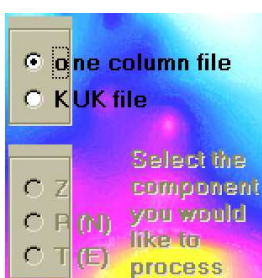 one column file
KUK file
Select the
component
you would
like to
process
Z
R (N)
T (E)